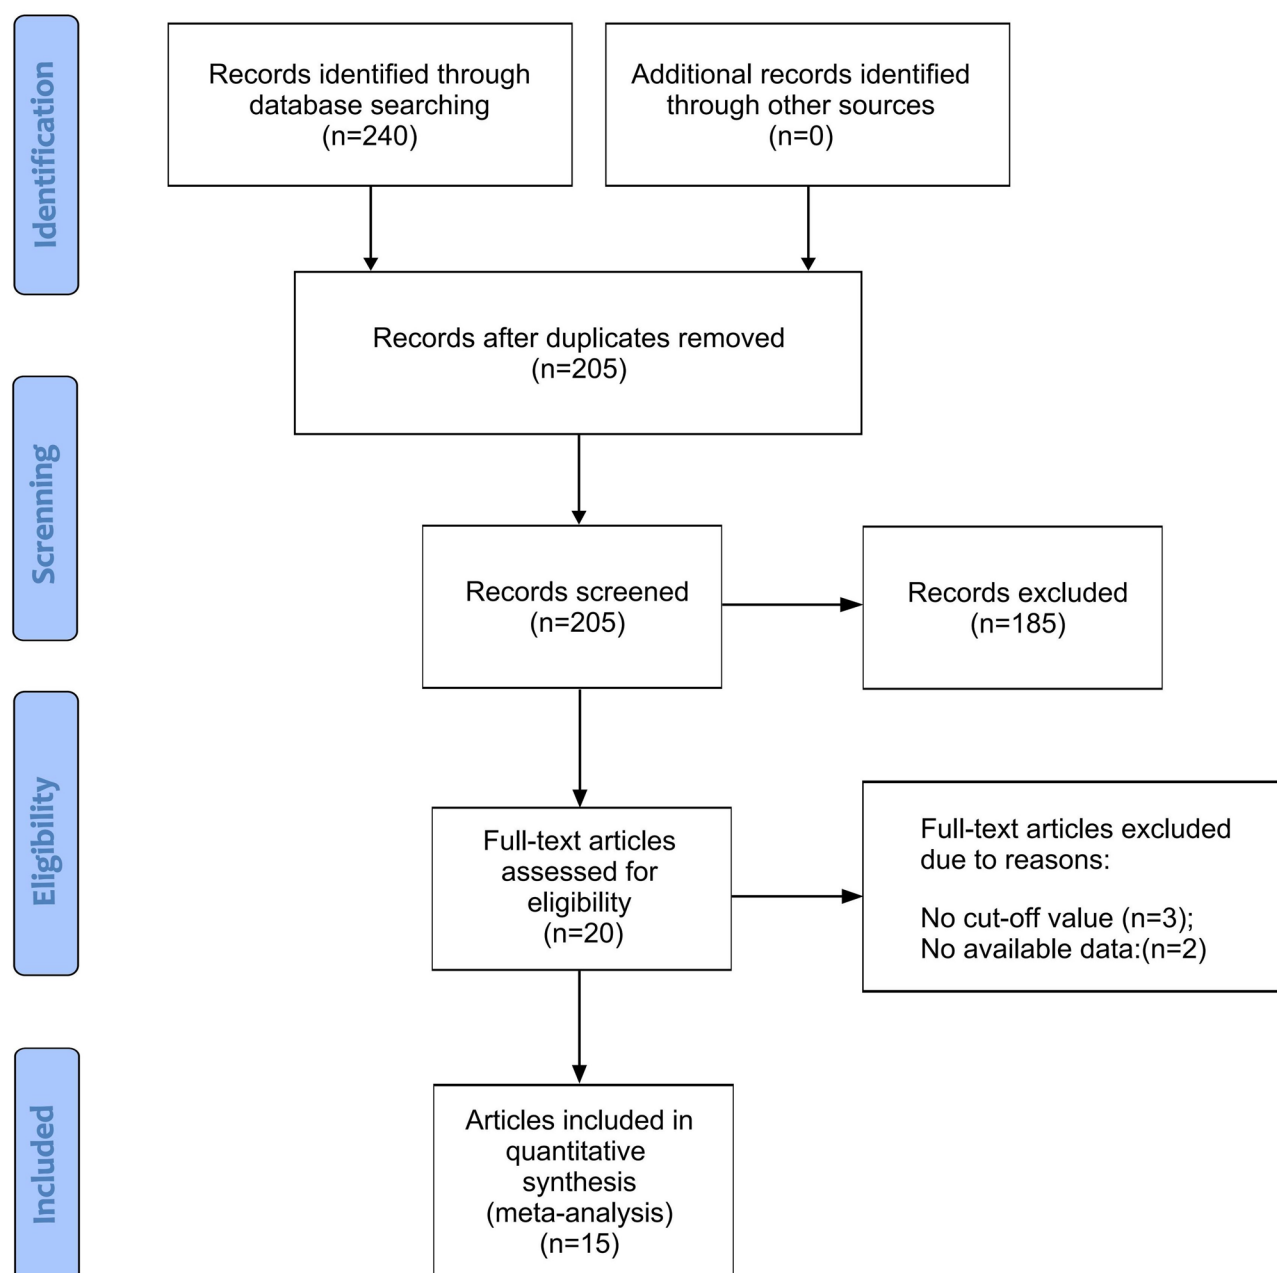 Identification
Records identified through
database searching
(n=240)
Additional records identified
through other sources
(n=0)
Records after duplicates removed
(n=205)
Screnning
Records screened
(n=205)
Records excluded
(n=185)
Eligibility
Full-text articles
assessed for
eligibility
(n=20)
Full-text articles excluded
due to reasons:
No cut-off value (n=3);
No available data:(n=2)
Included
Articles included in
quantitative
synthesis
(meta-analysis)
(n=15)